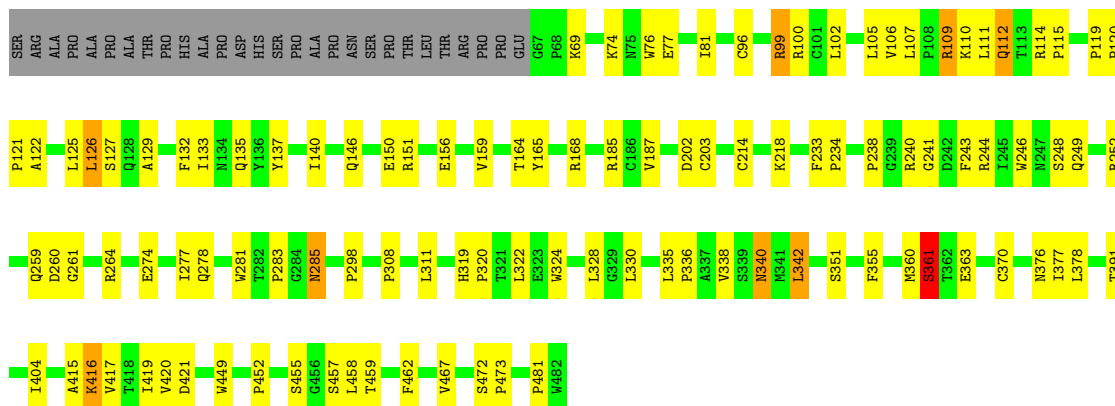 SER ARG ALA PRO ALA PRO ALA THR PRO HIS ALA PRO ASP HIS SER PRO ALA PRO ASN SER PRO THR LEU THR ARG PRO PRO GLU G67 P68 K69 K74 N75 W76 E77 I81 C96 R99 R100 C101 L102 L105 V106 L107 P108 R109 K110 L111 Q112 T113 R114 P115 P119
P121 A122 L125 L126 S127 Q128 A129 F132 I133 N134 Q135 Y136 Y137 I140 Q146 E150 R151 E156 V159 T164 Y165 R168 R185 C186 V187 D202 C203 C214 K218 F233 P234 P238 G239 R240 G241 D242 F243 R244 I245 W246 N247 S248 Q249
Q259 D260 G261 R264 E274 I277 Q278 W281 T282 P283 G284 N285 P298 P308 L311 H319 P320 T321 L322 E323 W324 L328 G329 L330 L335 P336 A337 V338 S339 N340 M341 L342 S351 F355 M360 S361 T362 E363 C370 N376 I377 L378
I404 A415 K416 V417 T418 I419 V420 D421 W449 P452 S455 G456 S457 L458 T459 F462 V467 S472 P473 P481 W482